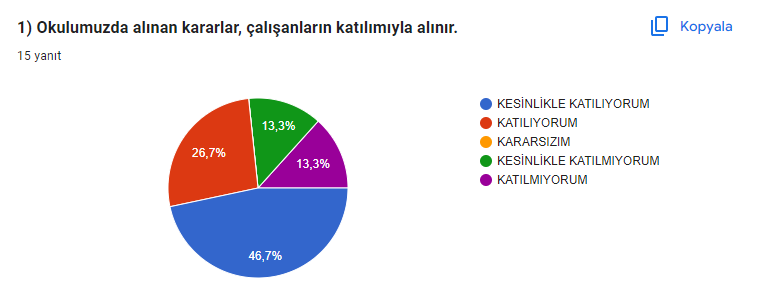 1) Okulumuzda alınan kararlar, çalışanların katılımıyla alınır.
Kopyala
15 yanıt
KESİNLİKLE KATILIYORUM
KATILIYORUM
KARARSIZIM
KESİNLİKLE KATILMIYORUM
KATILMIYORUM
13,3%
26,7%
13,3%
46,7%